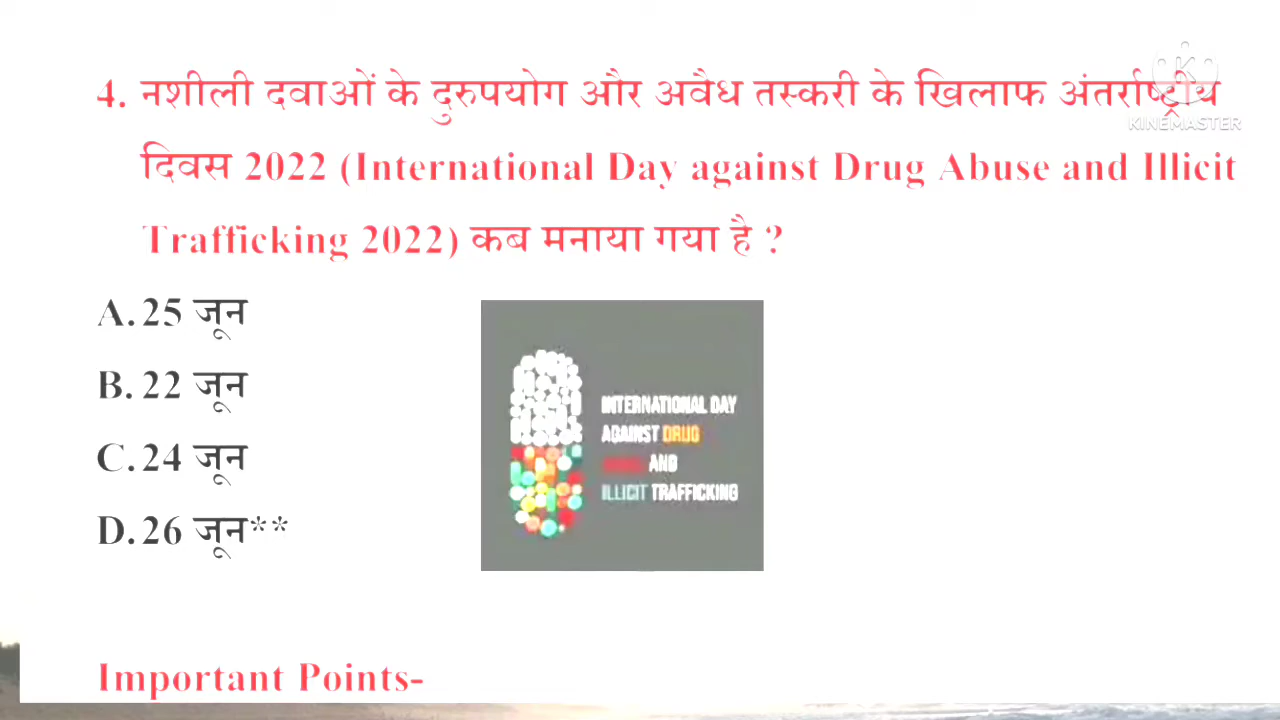 4. नशीली दवाओं के दुरुपयोग और अवैध तस्करी के खिलाफ अंतर्राष्ट्रीय
दिवस 2022 (International Day against Drug Abuse and Illicit
Trafficking 2022) कब मनाया गया है ?
A. 25 जून
B. 22 जून
C. 24 जून
D. 26 जून**
INTERNATIONAL DAY
AGAINST DRUG
AND
ILLICIT TRAFFICKING
Important Points-
K
KINEMASTER